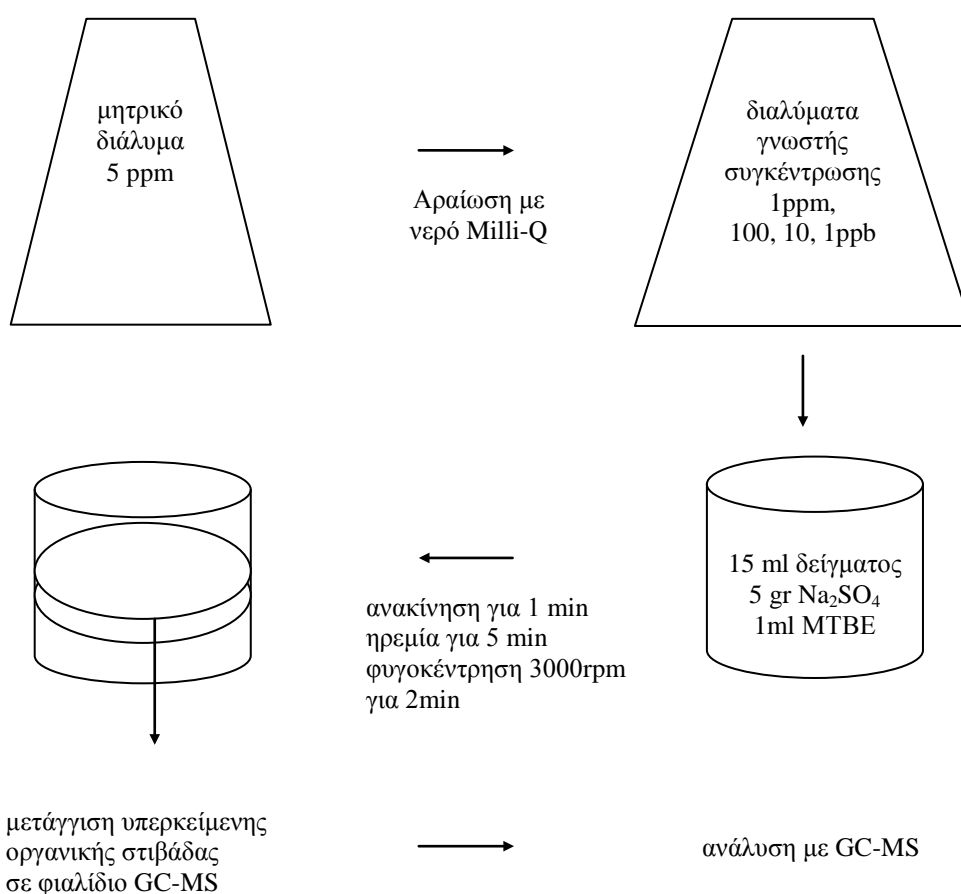 μητρικό
διάλυμα
5 ppm
Αραίωση με
νερό Milli-Q
διαλύματα
γνωστής
συγκέντρωσης
1ppm,
100, 10, 1ppb
15 ml δείγματος
5 gr Na₂SO₄
1ml MTBE
ανακίνηση για 1 min
ηρεμία για 5 min
φυγοκέντρηση 3000rpm
για 2min
μετάγγιση υπερκείμενης
οργανικής στιβάδας
σε φιαλίδιο GC-MS
ανάλυση με GC-MS